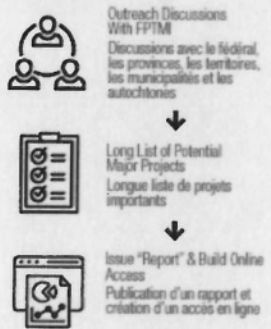 Outreach Discussions
With FPTMI
Discussions avec le fédéral,
les provinces, les territoires,
les municipalités et les
autochtones
Long List of Potential
Major Projects
Longue liste de projets
importants
Issue "Report" & Build Online
Access
Publication d'un rapport et
création d'un accès en ligne